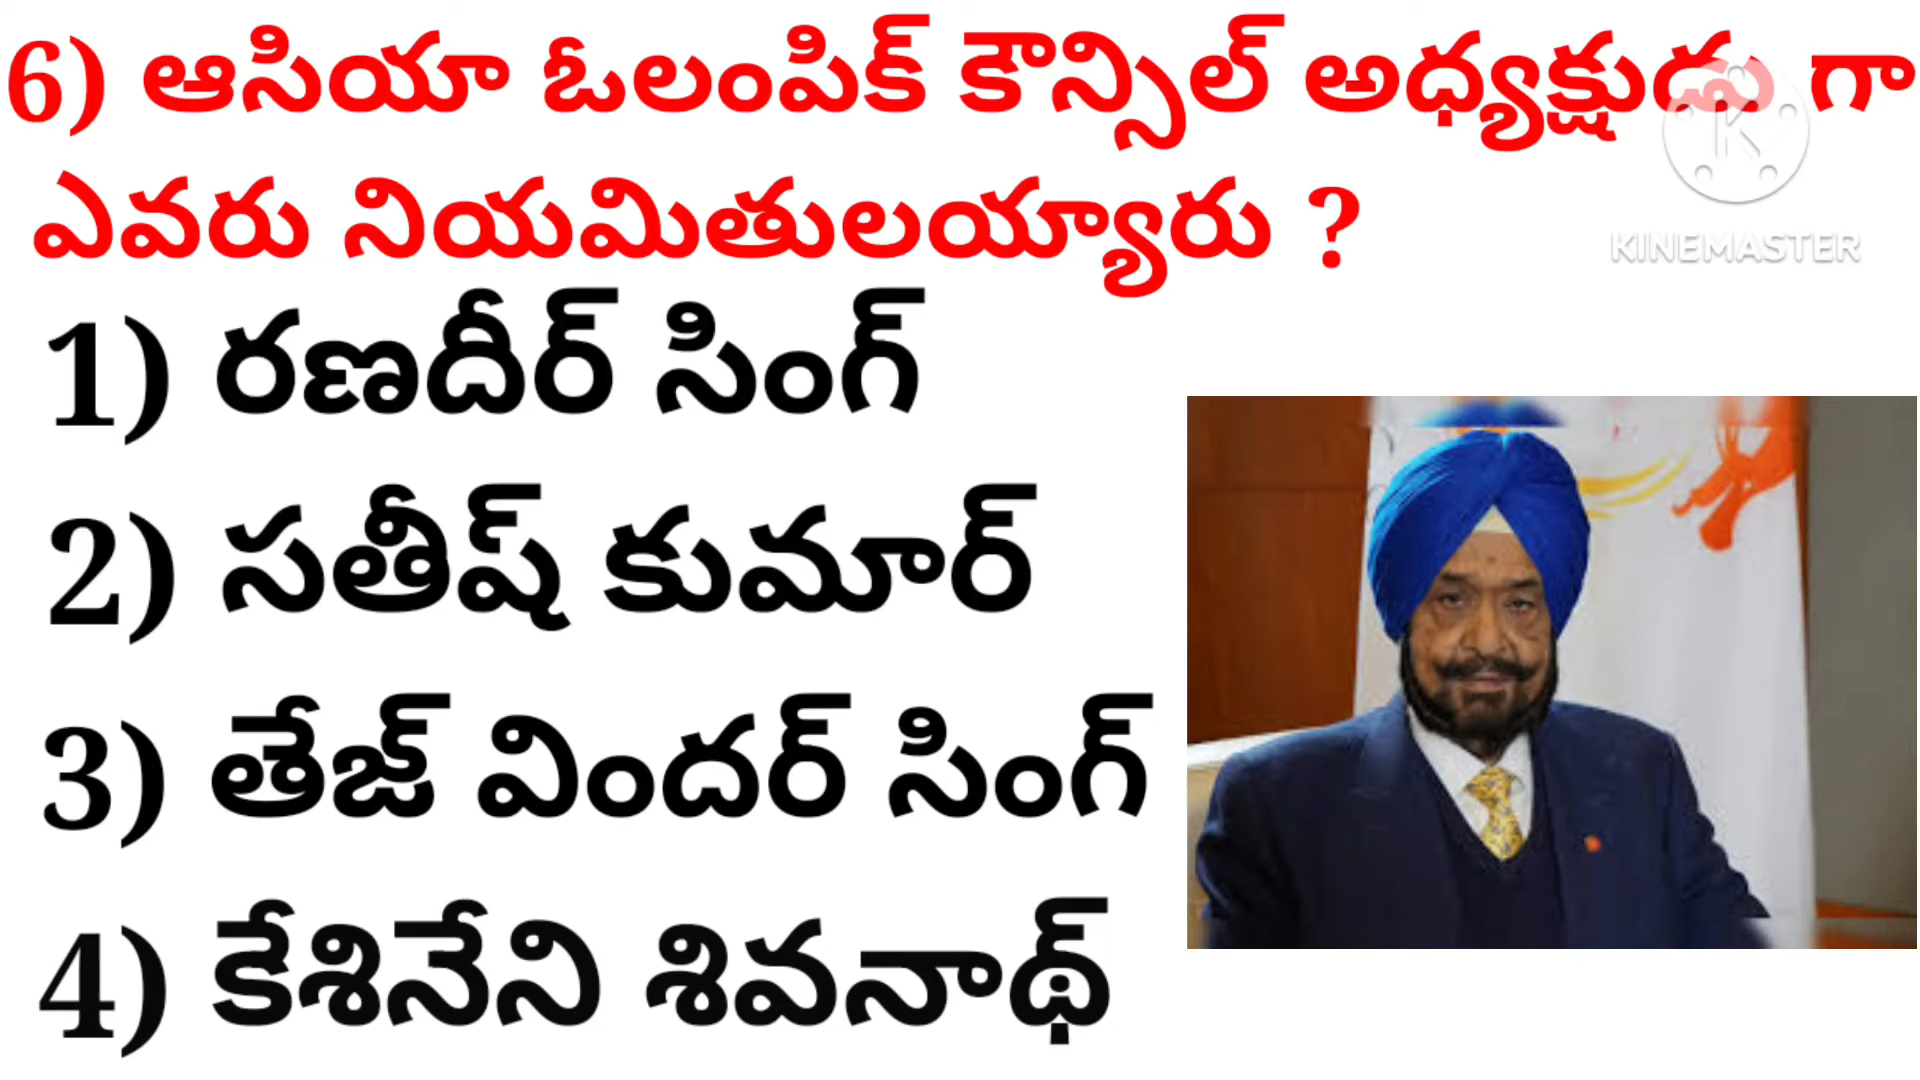 6) ఆసియా ఓలంపిక్ కౌన్సిల్ అధ్యక్షుడు గా
ఎవరు నియమితులయ్యారు ?
KINEMASTER
1) రణదీర్ సింగ్
2) సతీష్ కుమార్
3) తేజ్ విందర్ సింగ్
4) కేశినేని శివనాథ్